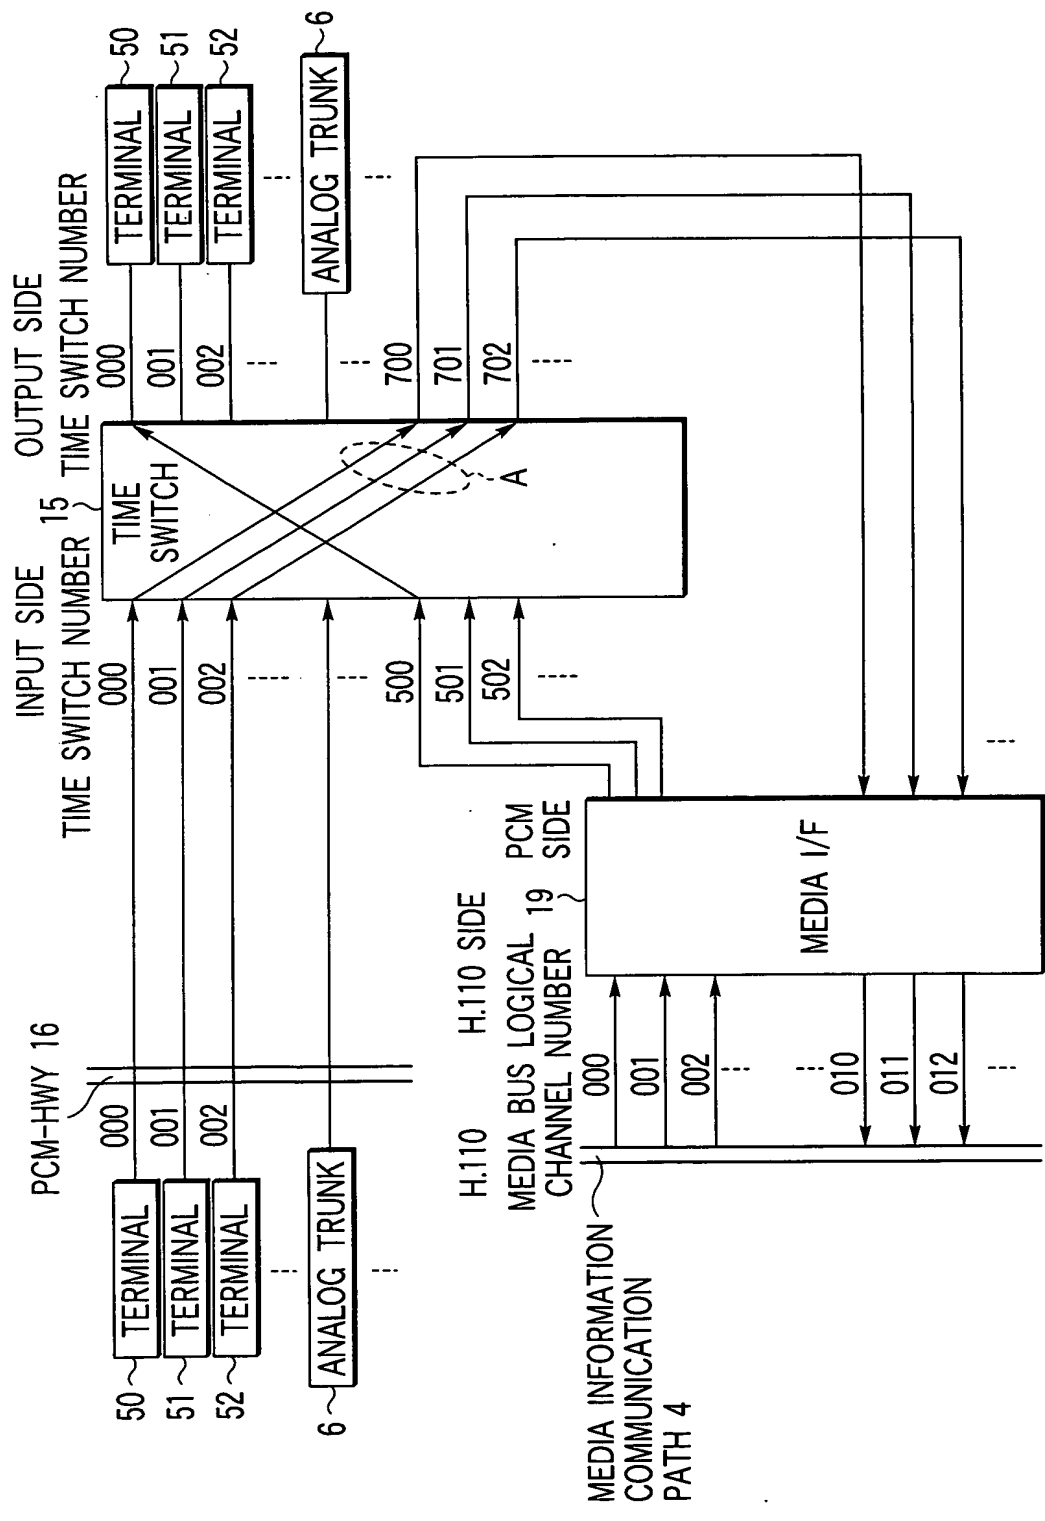 INPUT SIDE
TIME SWITCH NUMBER
OUTPUT SIDE
TIME SWITCH NUMBER
PCM-HWY 16
15
TIME
SWITCH
50
TERMINAL
000
000
000
TERMINAL
50
51
TERMINAL
001
001
001
TERMINAL
51
52
TERMINAL
002
002
002
TERMINAL
52
6
ANALOG TRUNK
ANALOG TRUNK
6
A
500
501
502
700
701
702
H.110
MEDIA BUS LOGICAL
CHANNEL NUMBER
H.110 SIDE
PCM
SIDE
19
MEDIA I/F
000
001
002
010
011
012
MEDIA INFORMATION
COMMUNICATION
PATH 4